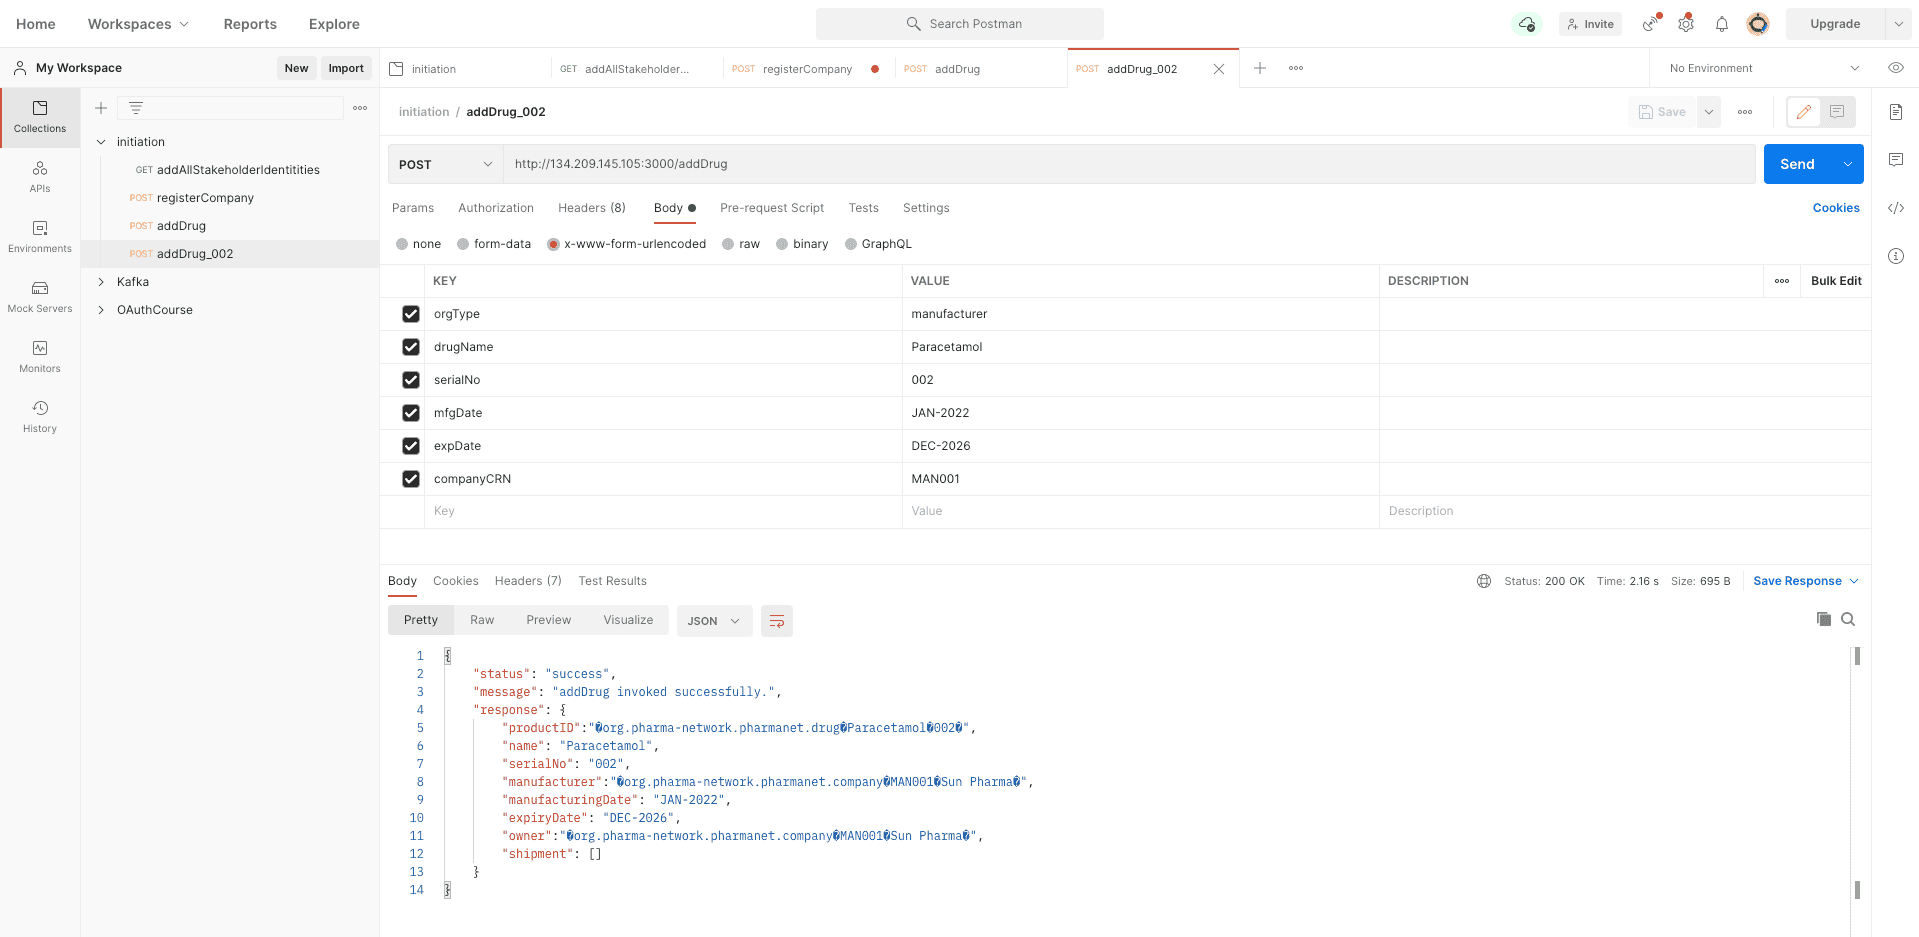 Home Workspaces Reports Explore Search Postman Invite Upgrade
My Workspace New Import
initiation GET addAllStakeholder... POST registerCompany POST addDrug POST addDrug_002 No Environment
Collections
APIs
Environments
Mock Servers
Monitors
History
initiation
GET addAllStakeholderIdentitities
POST registerCompany
POST addDrug
POST addDrug_002
Kafka
OAuthCourse
initiation / addDrug_002 Save
POST http://134.209.145.105:3000/addDrug Send
Params Authorization Headers (8) Body Pre-request Script Tests Settings Cookies
none form-data x-www-form-urlencoded raw binary GraphQL
KEY VALUE DESCRIPTION Bulk Edit
orgType manufacturer
drugName Paracetamol
serialNo 002
mfgDate JAN-2022
expDate DEC-2026
companyCRN MAN001
Key Value Description
Body Cookies Headers (7) Test Results Status: 200 OK Time: 2.16 s Size: 695 B Save Response
Pretty Raw Preview Visualize JSON
1 {
2 "status": "success",
3 "message": "addDrug invoked successfully.",
4 "response": {
5 "productID":"�org.pharma-network.pharmanet.drug�Paracetamol�002�",
6 "name": "Paracetamol",
7 "serialNo": "002",
8 "manufacturer":"�org.pharma-network.pharmanet.company�MAN001�Sun Pharma�",
9 "manufacturingDate": "JAN-2022",
10 "expiryDate": "DEC-2026",
11 "owner":"�org.pharma-network.pharmanet.company�MAN001�Sun Pharma�",
12 "shipment": []
13 }
14 }